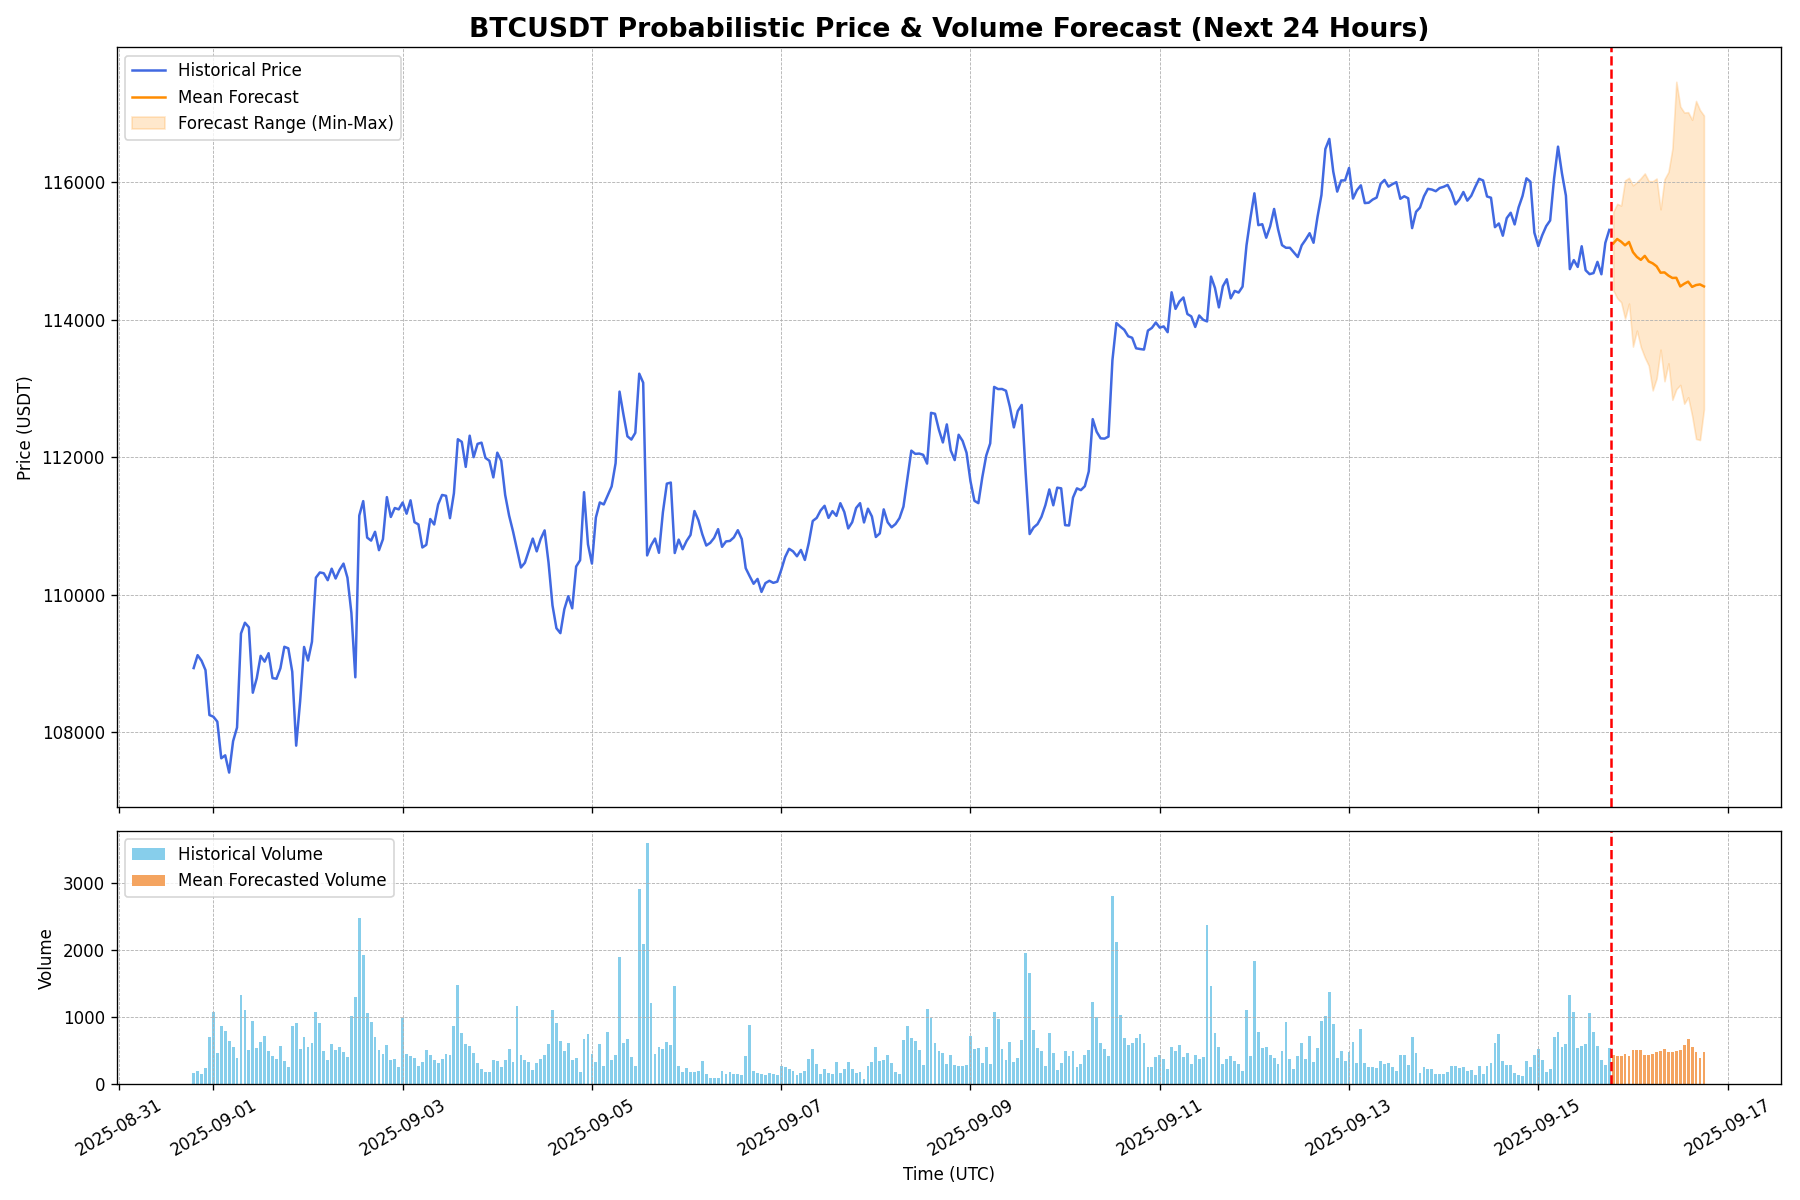 BTCUSDT Probabilistic Price & Volume Forecast (Next 24 Hours)
Historical Price
Mean Forecast
Forecast Range (Min-Max)
116000
114000
112000
110000
108000
Price (USDT)
Historical Volume
Mean Forecasted Volume
3000
2000
1000
0
Volume
2025-08-31
2025-09-01
2025-09-03
2025-09-05
2025-09-07
2025-09-09
2025-09-11
2025-09-13
2025-09-15
2025-09-17
Time (UTC)